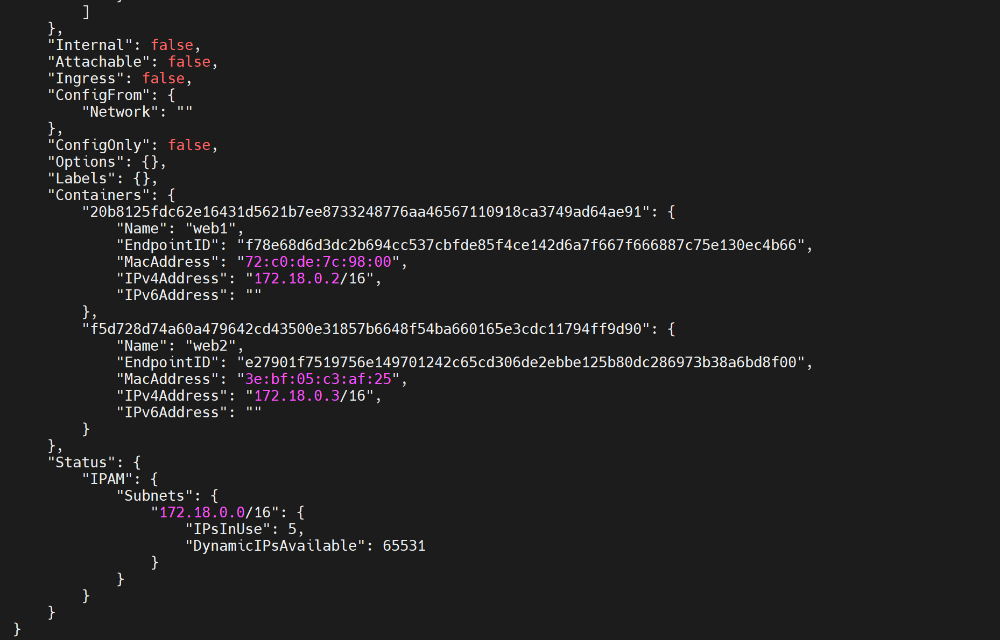 ]
},
"Internal": false,
"Attachable": false,
"Ingress": false,
"ConfigFrom": {
"Network": ""
},
"ConfigOnly": false,
"Options": {},
"Labels": {},
"Containers": {
"20b8125fdc62e16431d5621b7ee8733248776aa46567110918ca3749ad64ae91": {
"Name": "web1",
"EndpointID": "f78e68d6d3dc2b694cc537cbfde85f4ce142d6a7f667f666887c75e130ec4b66",
"MacAddress": "72:c0:de:7c:98:00",
"IPv4Address": "172.18.0.2/16",
"IPv6Address": ""
},
"f5d728d74a60a479642cd43500e31857b6648f54ba660165e3cdc11794ff9d90": {
"Name": "web2",
"EndpointID": "e27901f7519756e149701242c65cd306de2ebbe125b80dc286973b38a6bd8f00",
"MacAddress": "3e:bf:05:c3:af:25",
"IPv4Address": "172.18.0.3/16",
"IPv6Address": ""
}
},
"Status": {
"IPAM": {
"Subnets": {
"172.18.0.0/16": {
"IPsInUse": 5,
"DynamicIPsAvailable": 65531
}
}
}
}
}